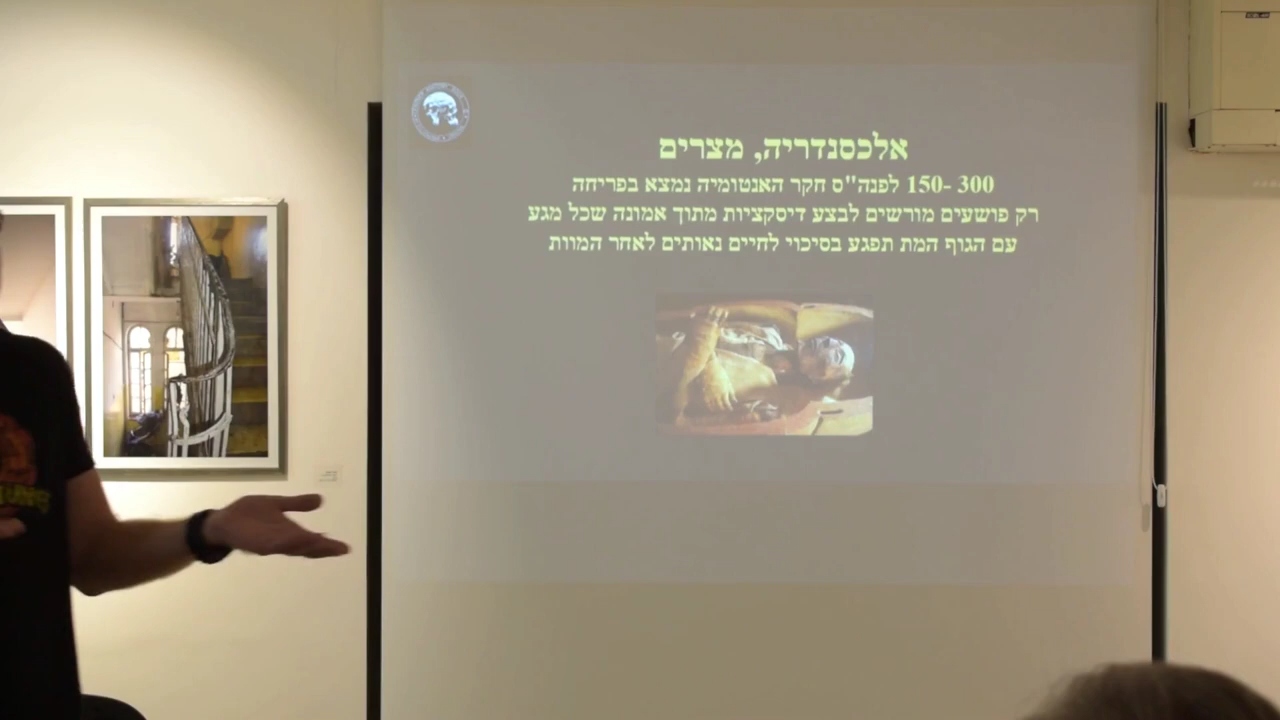 אלכסנדריה, מצרים
300 -150 לפנה"ס חקר האנטומיה נמצא בפריחה
רק פושעים מורשים לבצע דיסקציות מתוך אמונה שכל מגע
עם הגוף המת תפגע בסיכוי לחיים נאותים לאחר המוות